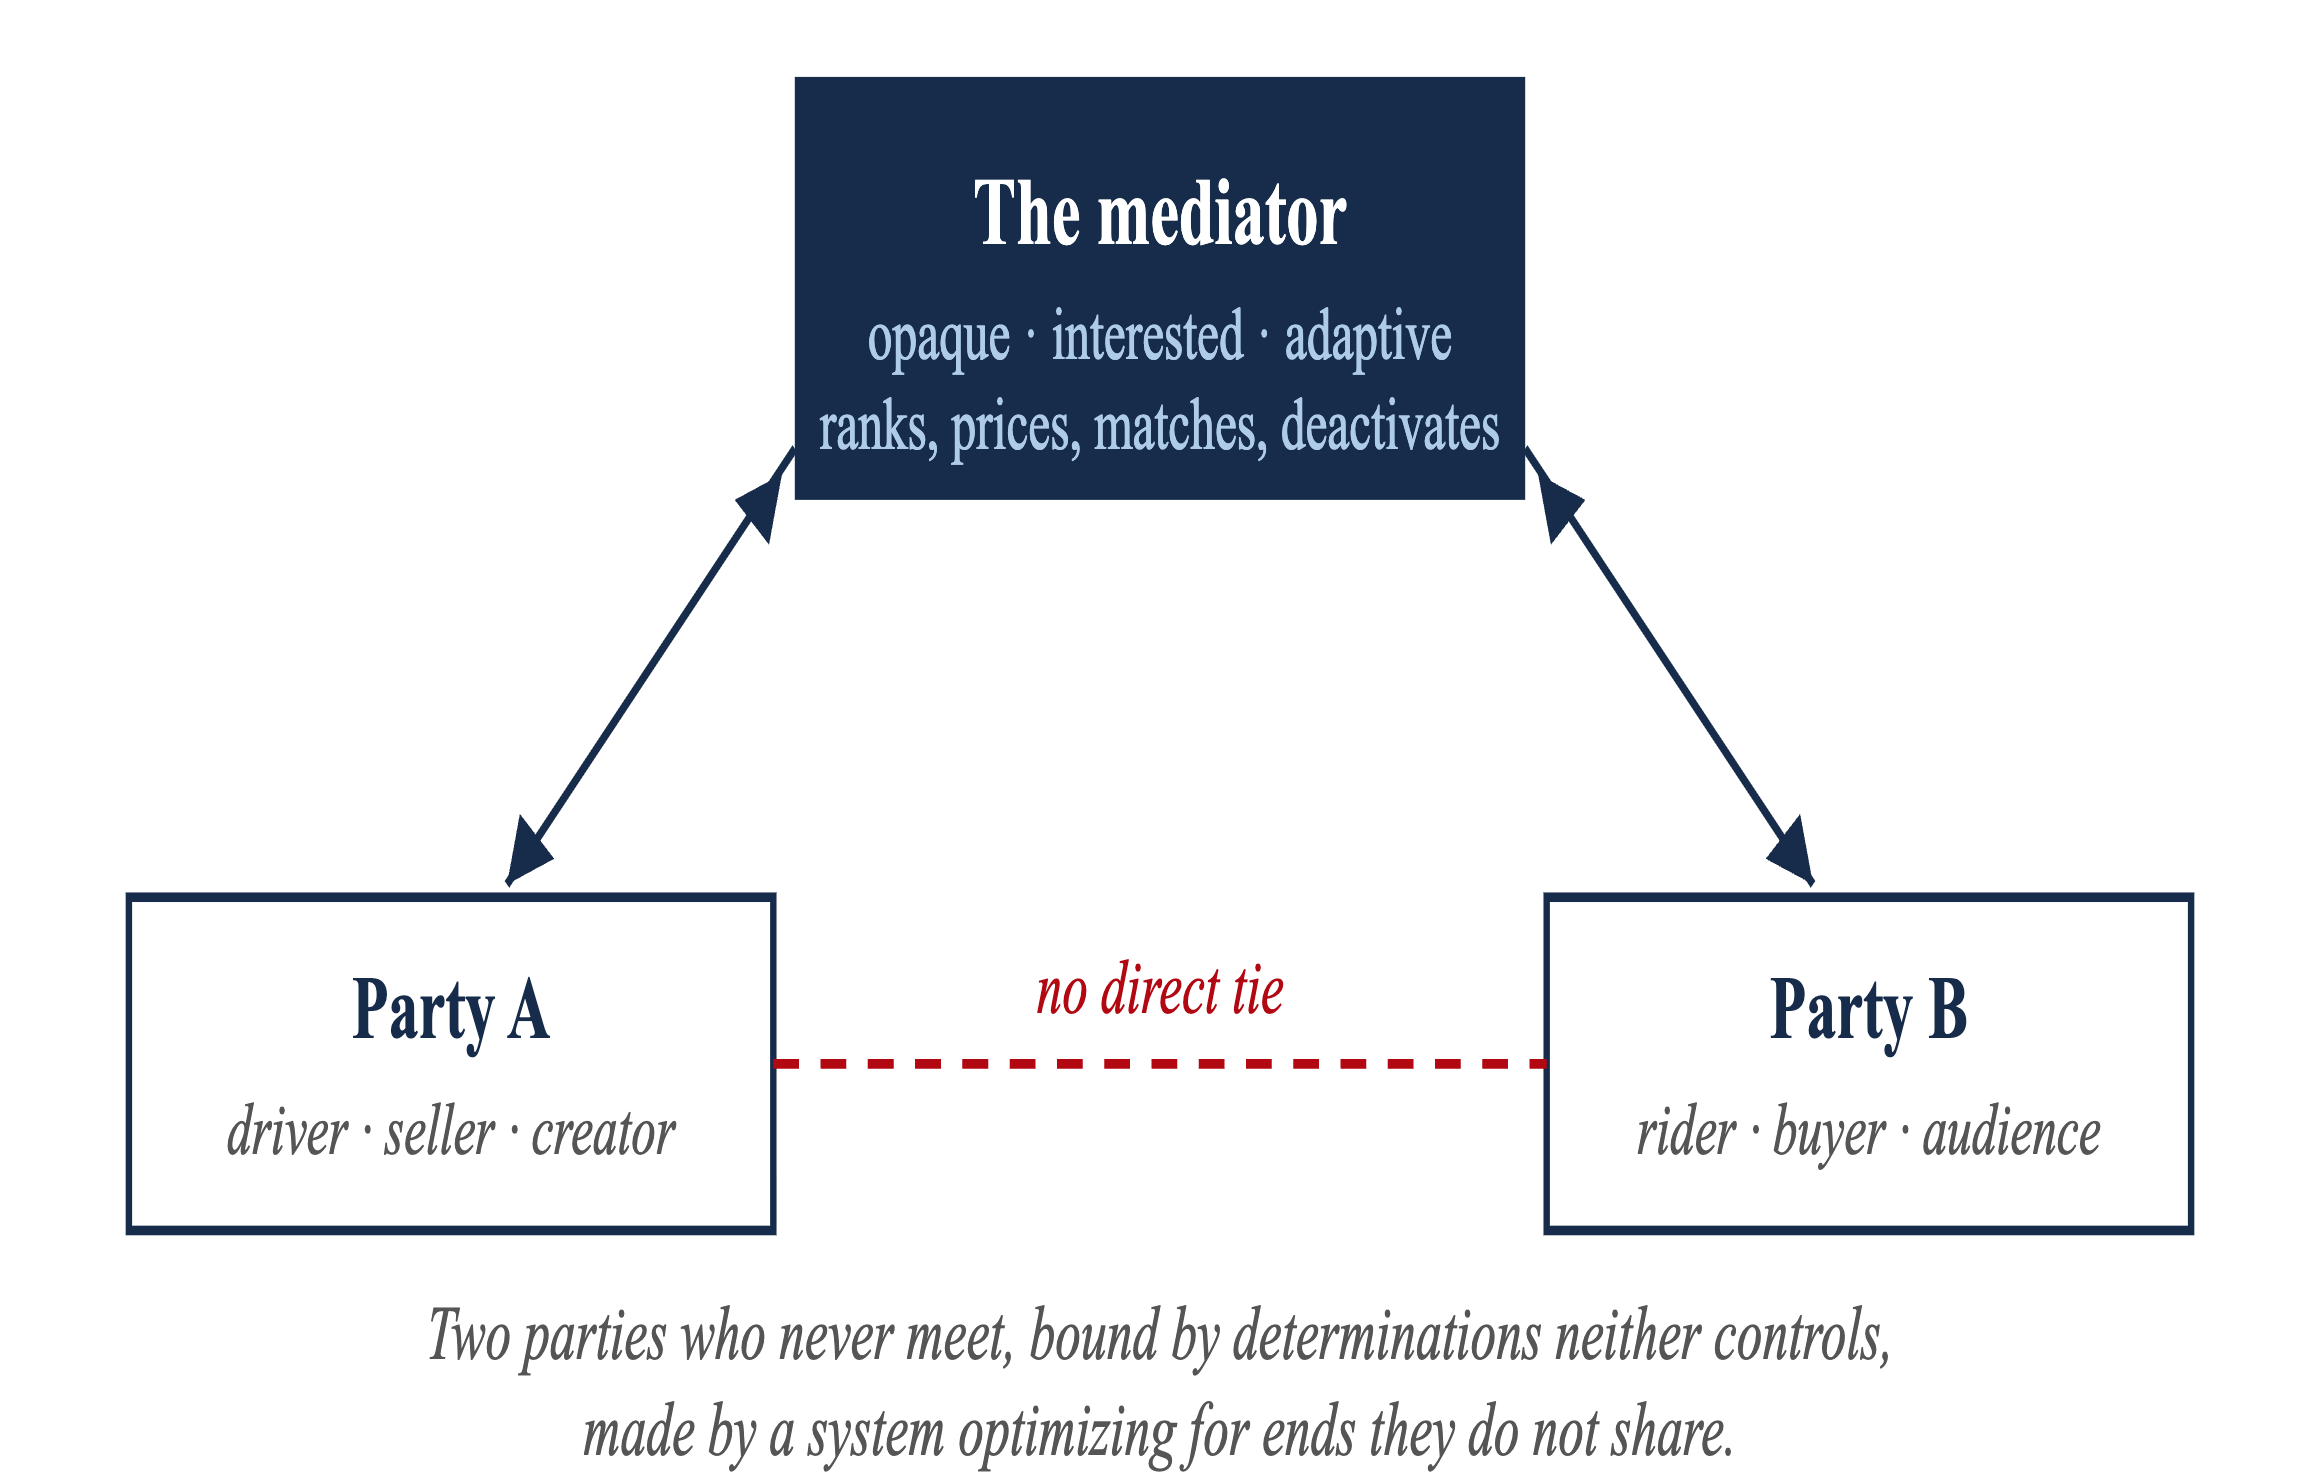 The mediator
opaque · interested · adaptive
ranks, prices, matches, deactivates
no direct tie
Party A
driver · seller · creator
Party B
rider · buyer · audience
Two parties who never meet, bound by determinations neither controls,
made by a system optimizing for ends they do not share.